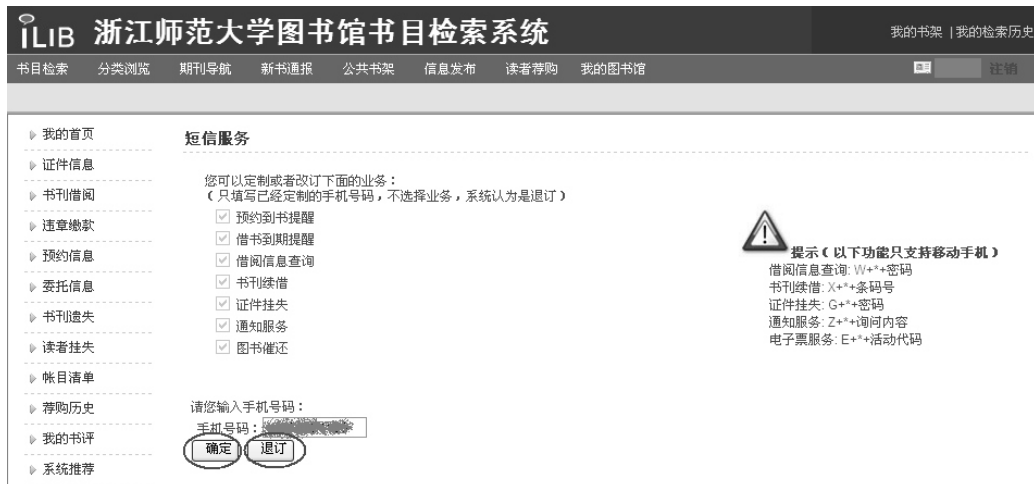 iLIB 浙江师范大学图书馆书目检索系统
我的书架 | 我的检索历史
书目检索 分类浏览 期刊导航 新书通报 公共书架 信息发布 读者荐购 我的图书馆 注销
我的首页
证件信息
书刊借阅
违章缴款
预约信息
委托信息
书刊遗失
读者挂失
帐目清单
荐购历史
我的书评
系统推荐
短信服务
您可以定制或者改订下面的业务：
（只填写已经定制的手机号码，不选择业务，系统认为是退订）
预约到书提醒
借书到期提醒
借阅信息查询
书刊续借
证件挂失
通知服务
图书催还
请您输入手机号码：
手机号码：
确定 退订
提示（以下功能只支持移动手机）
借阅信息查询: W+*+密码
书刊续借: X+*+条码号
证件挂失: G+*+密码
通知服务: Z+*+询问内容
电子票服务: E+*+活动代码